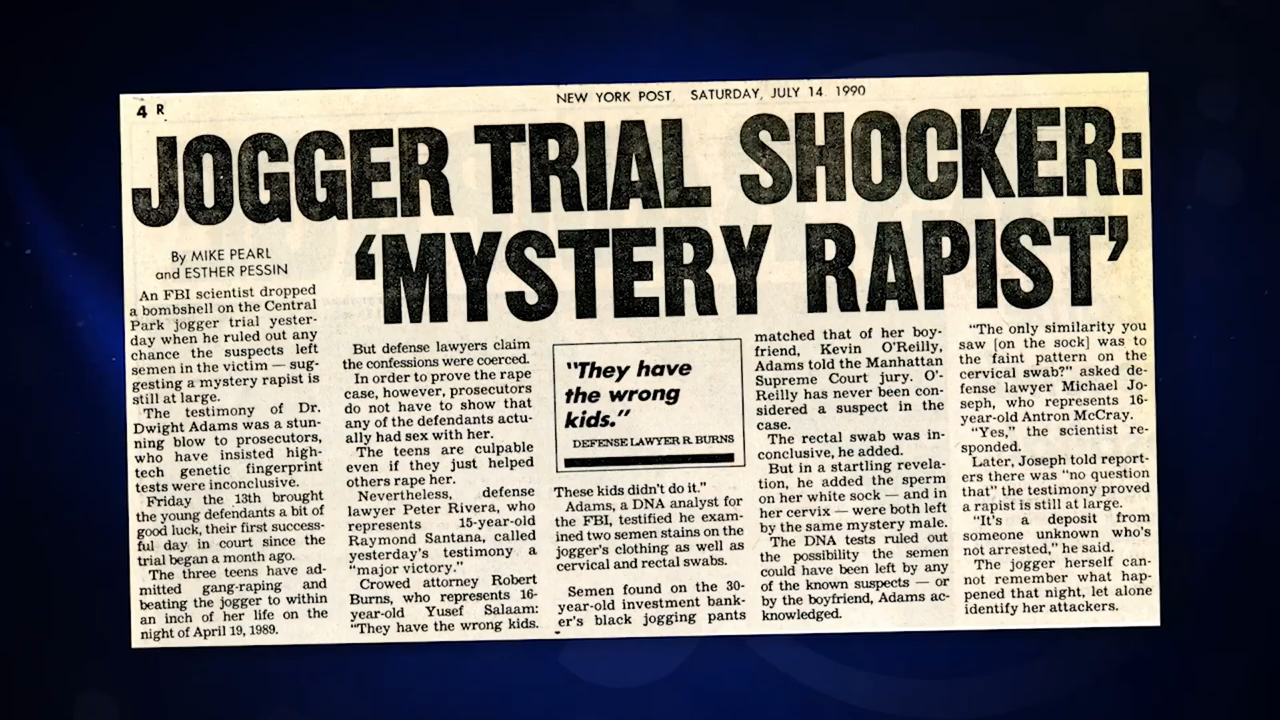 4 R
NEW YORK POST, SATURDAY, JULY 14 1990
JOGGER TRIAL SHOCKER:
'MYSTERY RAPIST'
By MIKE PEARL
and ESTHER PESSIN
An FBI scientist dropped
a bombshell on the Central
Park jogger trial yester-
day when he ruled out any
chance the suspects left
semen in the victim — sug-
gesting a mystery rapist is
still at large.
The testimony of Dr.
Dwight Adams was a stun-
ning blow to prosecutors,
who have insisted high-
tech genetic fingerprint
tests were inconclusive.
Friday the 13th brought
the young defendants a bit of
good luck, their first success-
ful day in court since the
trial began a month ago.
The three teens have ad-
mitted gang-raping and
beating the jogger to within
an inch of her life on the
night of April 19, 1989.
But defense lawyers claim
the confessions were coerced.
In order to prove the rape
case, however, prosecutors
do not have to show that
any of the defendants actu-
ally had sex with her.
The teens are culpable
even if they just helped
others rape her.
Nevertheless, defense
lawyer Peter Rivera, who
represents 15-year-old
Raymond Santana, called
yesterday's testimony a
"major victory."
Crowed attorney Robert
Burns, who represents 16-
year-old Yusef Salaam:
"They have the wrong kids.
"They have
the wrong
kids."
DEFENSE LAWYER R. BURNS
These kids didn't do it."
Adams, a DNA analyst for
the FBI, testified he exam-
ined two semen stains on the
jogger's clothing as well as
cervical and rectal swabs.
Semen found on the 30-
year-old investment bank-
er's black jogging pants
matched that of her boy-
friend, Kevin O'Reilly,
Adams told the Manhattan
Supreme Court jury. O'-
Reilly has never been con-
sidered a suspect in the
case.
The rectal swab was in-
conclusive, he added.
But in a startling revela-
tion, he added the sperm
on her white sock — and in
her cervix — were both left
by the same mystery male.
The DNA tests ruled out
the possibility the semen
could have been left by any
of the known suspects — or
by the boyfriend, Adams ac-
knowledged.
"The only similarity you
saw [on the sock] was to
the faint pattern on the
cervical swab?" asked de-
fense lawyer Michael Jo-
seph, who represents 16-
year-old Antron McCray.
"Yes," the scientist re-
sponded.
Later, Joseph told report-
ers there was "no question
that" the testimony proved
a rapist is still at large.
"It's a deposit from
someone unknown who's
not arrested," he said.
The jogger herself can-
not remember what hap-
pened that night, let alone
identify her attackers.